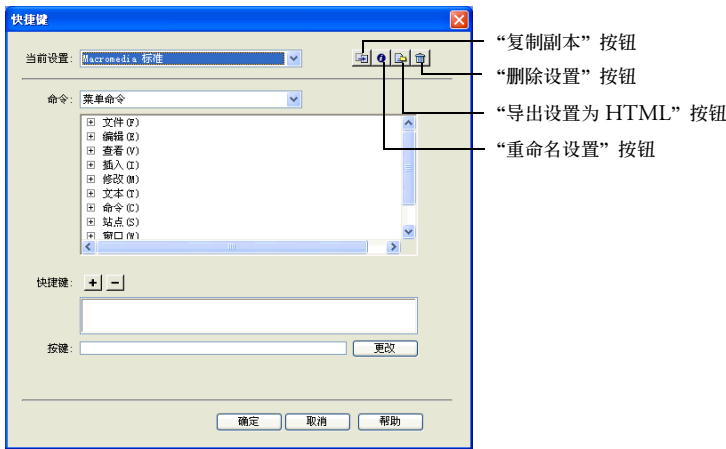 快捷键
当前设置: Macromedia 标准
命令: 菜单命令
文件(F)
编辑(E)
查看(V)
插入(I)
修改(M)
文本(T)
命令(C)
站点(S)
窗口(W)
快捷键:
按键:
更改
确定 取消 帮助
“复制副本”按钮
“删除设置”按钮
“导出设置为 HTML”按钮
“重命名设置”按钮